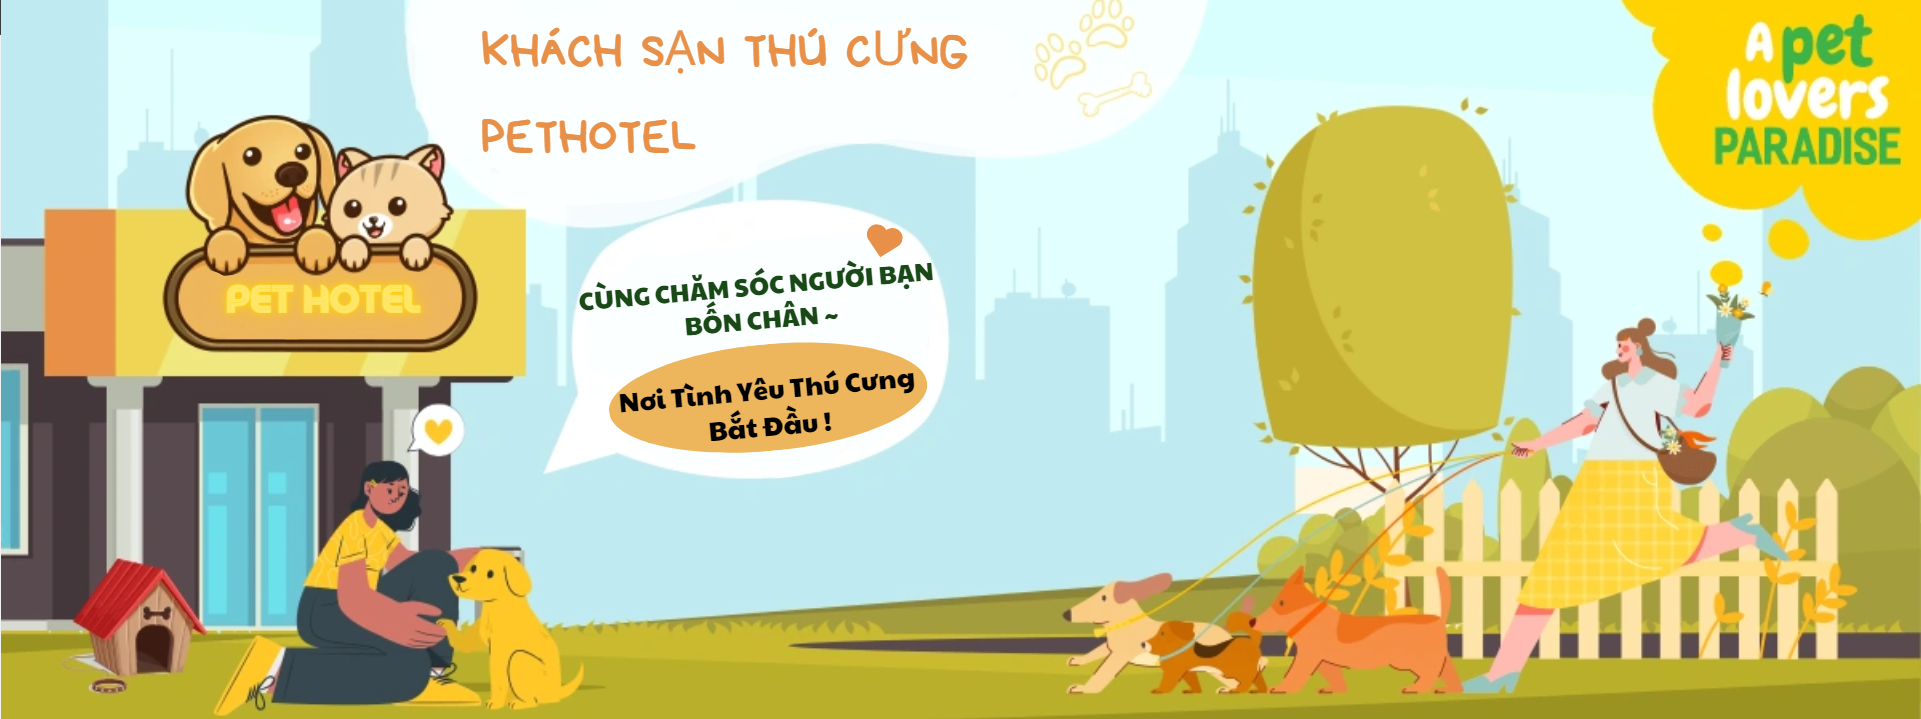 KHÁCH SẠN THÚ CƯNG
PETHOTEL
A pet
lovers
PARADISE
PET HOTEL
CÙNG CHĂM SÓC NGƯỜI BẠN
BỐN CHÂN ~
Nơi Tình Yêu Thú Cưng
Bắt Đầu !